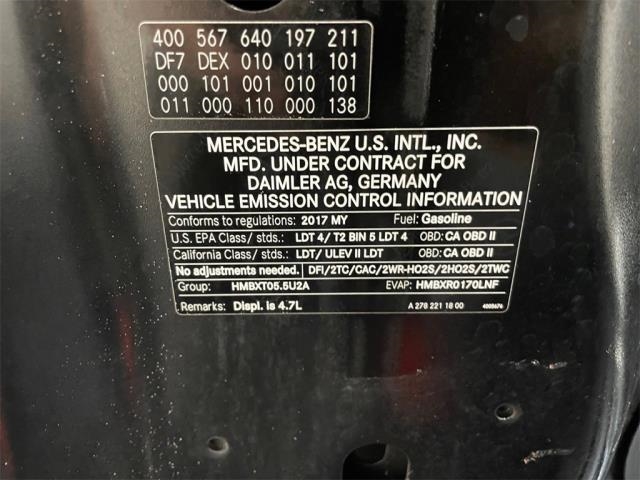 400 567 640 197 211
DF7 DEX 010 011 101
000 101 001 010 101
011 000 110 000 138
MERCEDES-BENZ U.S. INTL., INC.
MFD. UNDER CONTRACT FOR
DAIMLER AG, GERMANY
VEHICLE EMISSION CONTROL INFORMATION
Conforms to regulations: 2017 MY Fuel: Gasoline
U.S. EPA Class/ stds.: LDT 4/ T2 BIN 5 LDT 4 OBD: CA OBD II
California Class/ stds.: LDT/ ULEV II LDT OBD: CA OBD II
No adjustments needed. DFI/2TC/CAC/2WR-HO2S/2HO2S/2TWC
Group: HMBXT05.5U2A EVAP: HMBXR0170LNF
Remarks: Displ. is 4.7L A 278 221 18 00